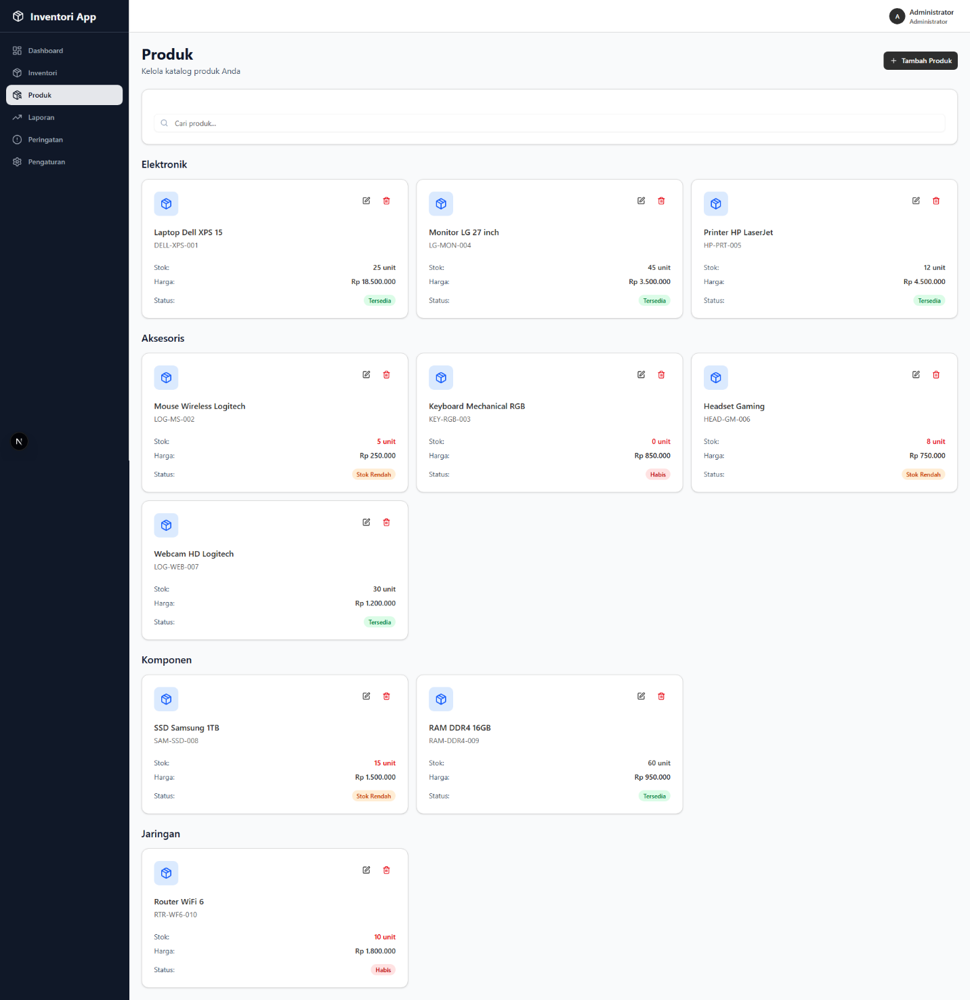 Inventori App
Administrator
A
Administrator
Dashboard
Inventori
Produk
Laporan
Peringatan
Pengaturan
N
Produk
Kelola katalog produk Anda
+ Tambah Produk
Cari produk...
Elektronik
Laptop Dell XPS 15
DELL-XPS-001
Stok: 25 unit
Harga: Rp 18.500.000
Status: Tersedia
Monitor LG 27 inch
LG-MON-004
Stok: 45 unit
Harga: Rp 3.500.000
Status: Tersedia
Printer HP LaserJet
HP-PRT-005
Stok: 12 unit
Harga: Rp 4.500.000
Status: Tersedia
Aksesoris
Mouse Wireless Logitech
LOG-MS-002
Stok: 5 unit
Harga: Rp 250.000
Status: Stok Rendah
Keyboard Mechanical RGB
KEY-RGB-003
Stok: 0 unit
Harga: Rp 850.000
Status: Habis
Headset Gaming
HEAD-GM-006
Stok: 8 unit
Harga: Rp 750.000
Status: Stok Rendah
Webcam HD Logitech
LOG-WEB-007
Stok: 30 unit
Harga: Rp 1.200.000
Status: Tersedia
Komponen
SSD Samsung 1TB
SAM-SSD-008
Stok: 15 unit
Harga: Rp 1.500.000
Status: Stok Rendah
RAM DDR4 16GB
RAM-DDR4-009
Stok: 60 unit
Harga: Rp 950.000
Status: Tersedia
Jaringan
Router WiFi 6
RTR-WF6-010
Stok: 10 unit
Harga: Rp 1.800.000
Status: Habis